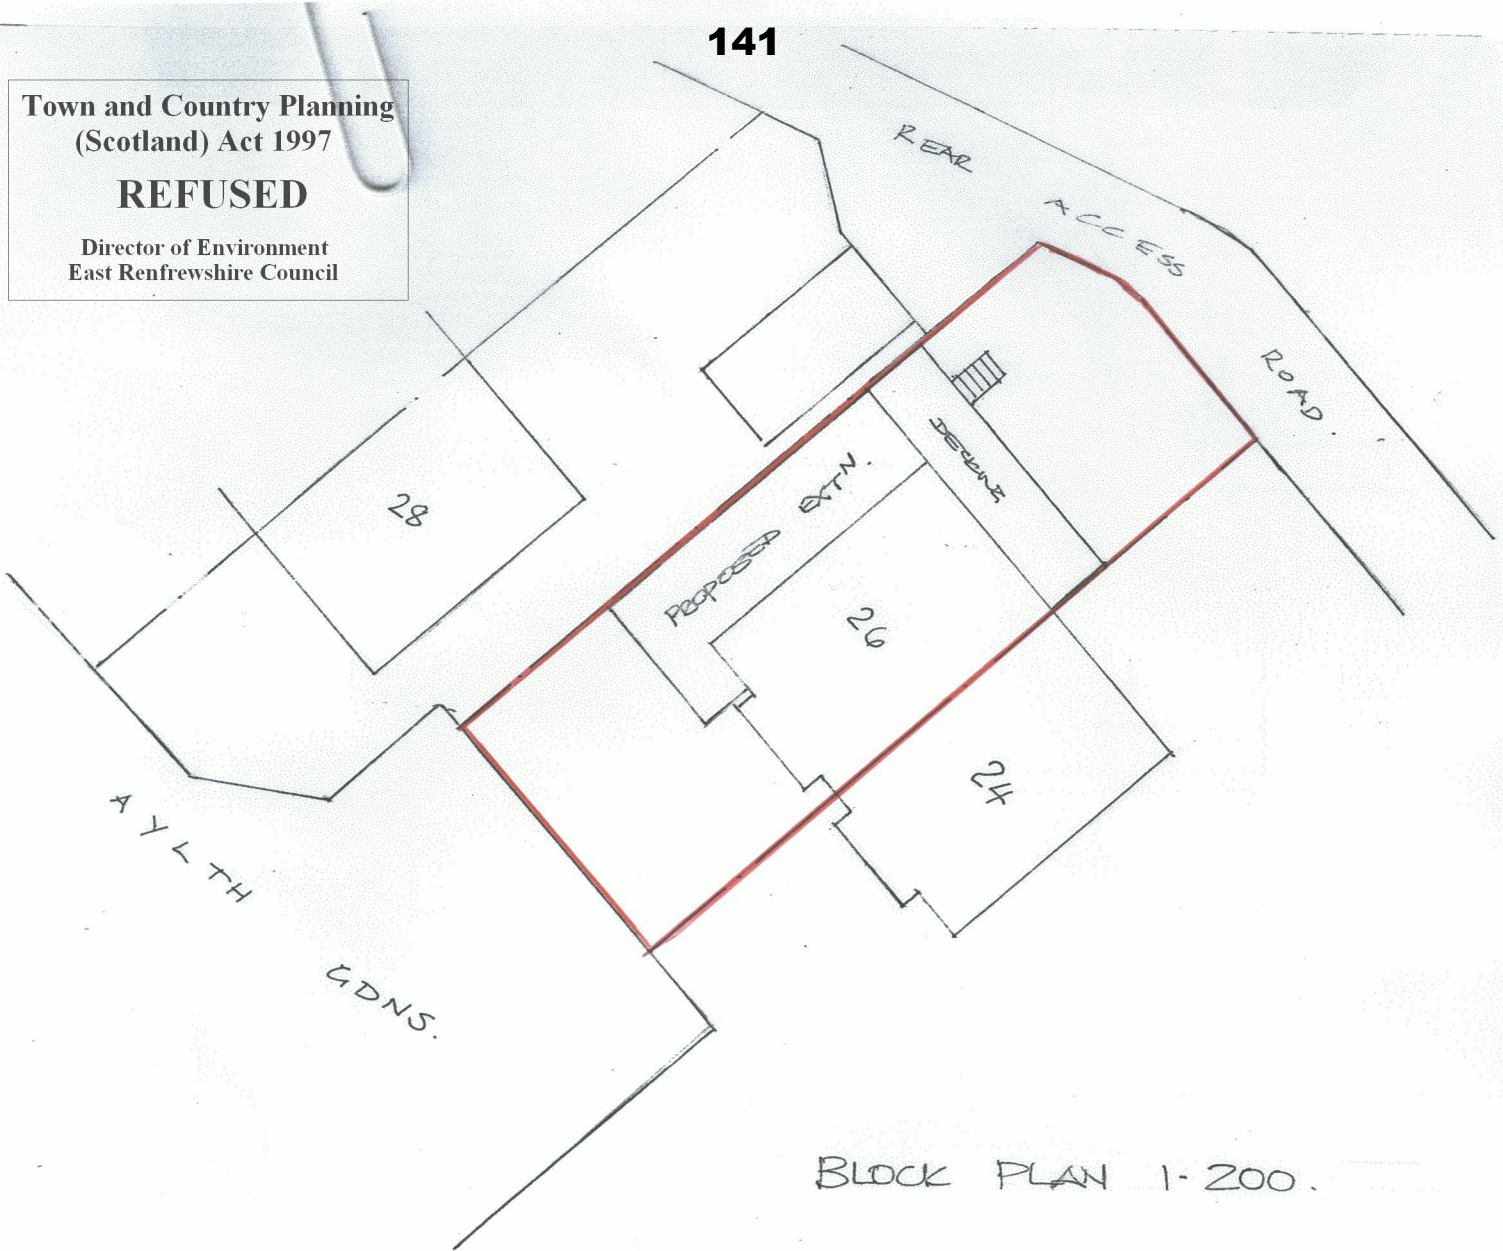 141
Town and Country Planning
(Scotland) Act 1997
REFUSED
Director of Environment
East Renfrewshire Council
REAR
ACCESS
ROAD.
DECKING
PROPOSED EXTN.
28
26
24
AYLTH
GDNS.
BLOCK PLAN 1-200.